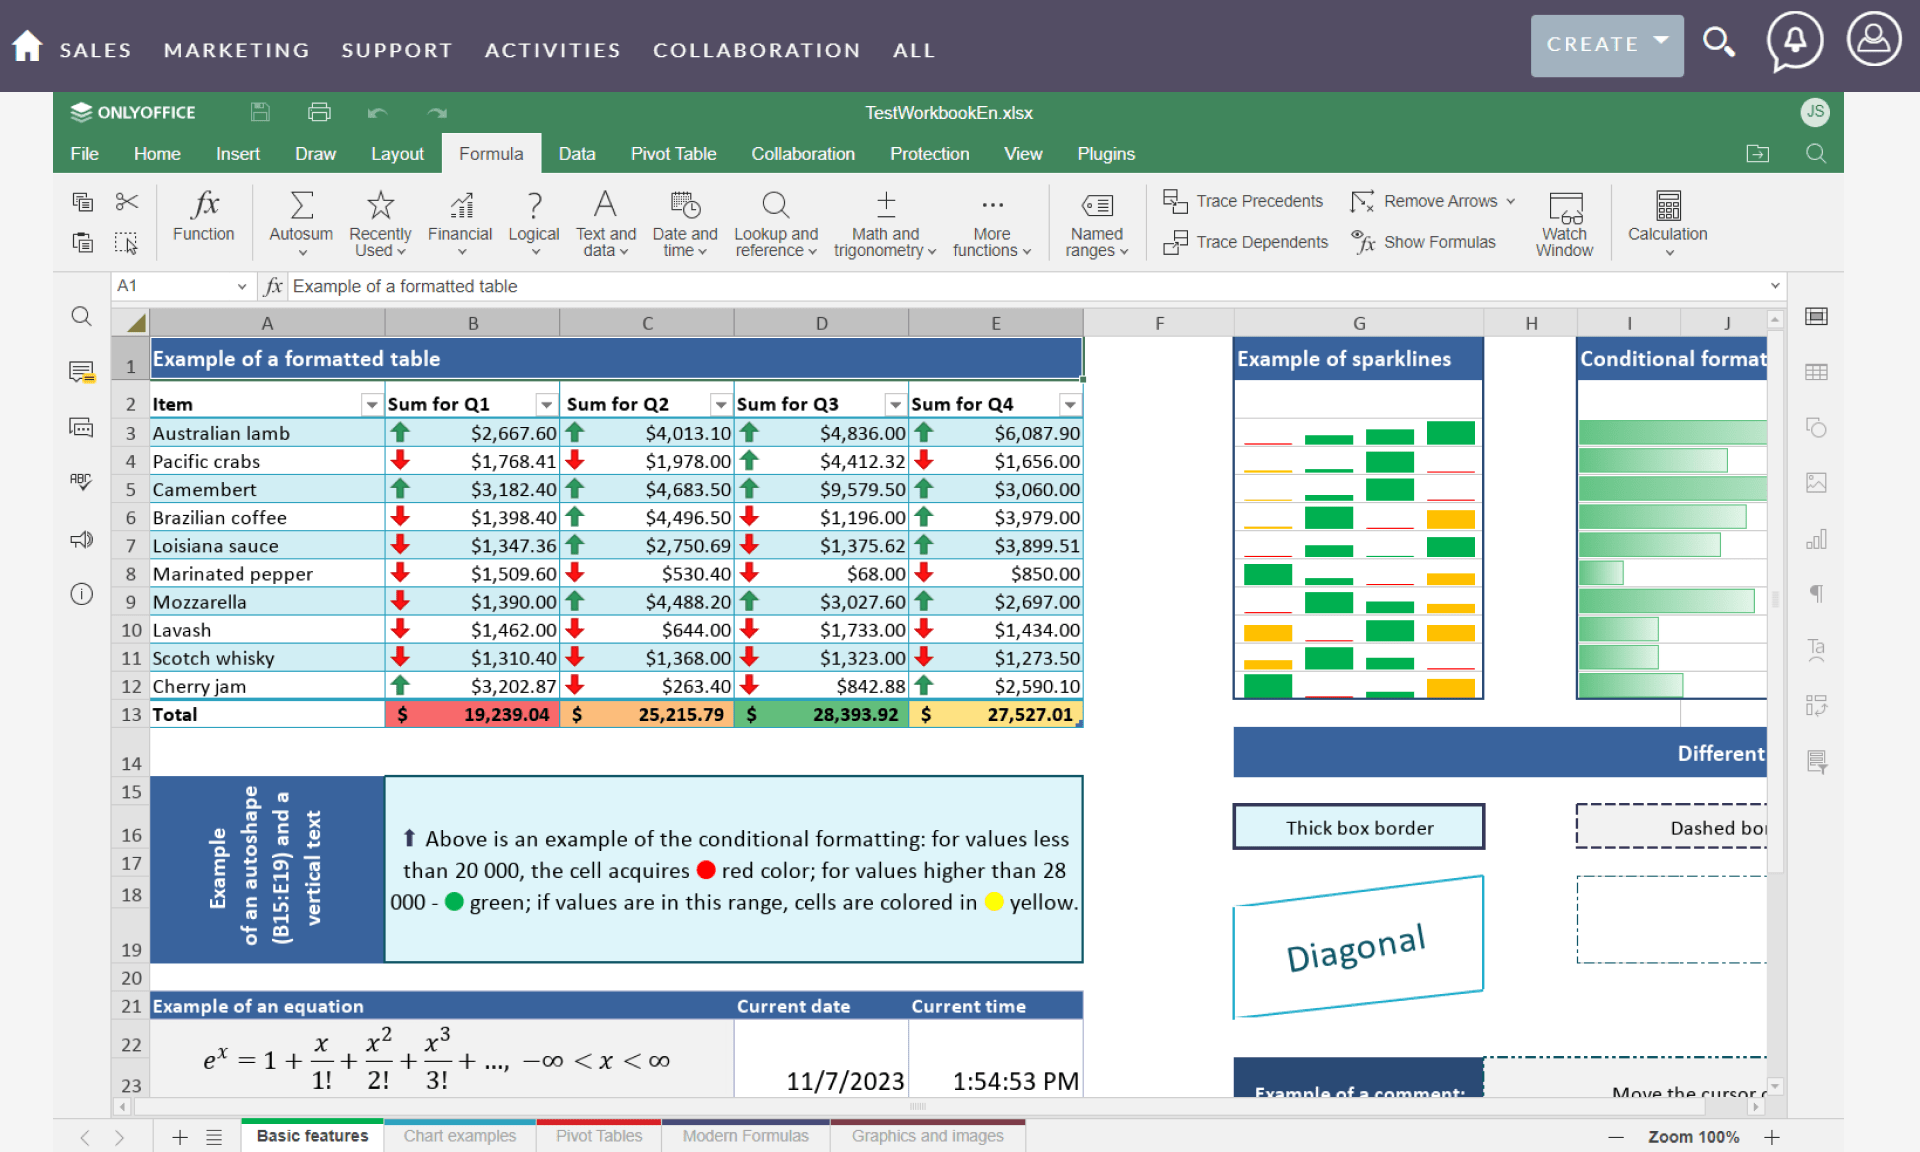 SALES MARKETING SUPPORT ACTIVITIES COLLABORATION ALL CREATE
ONLYOFFICE TestWorkbookEn.xlsx JS
File Home Insert Draw Layout Formula Data Pivot Table Collaboration Protection View Plugins
Function Autosum Recently Used Financial Logical Text and data Date and time Lookup and reference Math and trigonometry More functions Named ranges Trace Precedents Remove Arrows Watch Window Calculation
Trace Dependents Show Formulas
A1 fx Example of a formatted table
A B C D E F G H I J
1 Example of a formatted table Example of sparklines Conditional format
2 Item Sum for Q1 Sum for Q2 Sum for Q3 Sum for Q4
3 Australian lamb $2,667.60 $4,013.10 $4,836.00 $6,087.90
4 Pacific crabs $1,768.41 $1,978.00 $4,412.32 $1,656.00
5 Camembert $3,182.40 $4,683.50 $9,579.50 $3,060.00
6 Brazilian coffee $1,398.40 $4,496.50 $1,196.00 $3,979.00
7 Loisiana sauce $1,347.36 $2,750.69 $1,375.62 $3,899.51
8 Marinated pepper $1,509.60 $530.40 $68.00 $850.00
9 Mozzarella $1,390.00 $4,488.20 $3,027.60 $2,697.00
10 Lavash $1,462.00 $644.00 $1,733.00 $1,434.00
11 Scotch whisky $1,310.40 $1,368.00 $1,323.00 $1,273.50
12 Cherry jam $3,202.87 $263.40 $842.88 $2,590.10
13 Total $ 19,239.04 $ 25,215.79 $ 28,393.92 $ 27,527.01
14 Different
15
16
17
18
19
Example
of an autoshape
(B15:E19) and a
vertical text
⬆ Above is an example of the conditional formatting: for values less
than 20 000, the cell acquires 🔴 red color; for values higher than 28
000 - 🟢 green; if values are in this range, cells are colored in 🟡 yellow.
Thick box border Dashed bo
Diagonal
20
21 Example of an equation Current date Current time
22
23
e^x = 1 + x/1! + x^2/2! + x^3/3! + ..., −∞ < x < ∞
11/7/2023 1:54:53 PM
Example of a comment: Move the cursor
Basic features Chart examples Pivot Tables Modern Formulas Graphics and images Zoom 100%